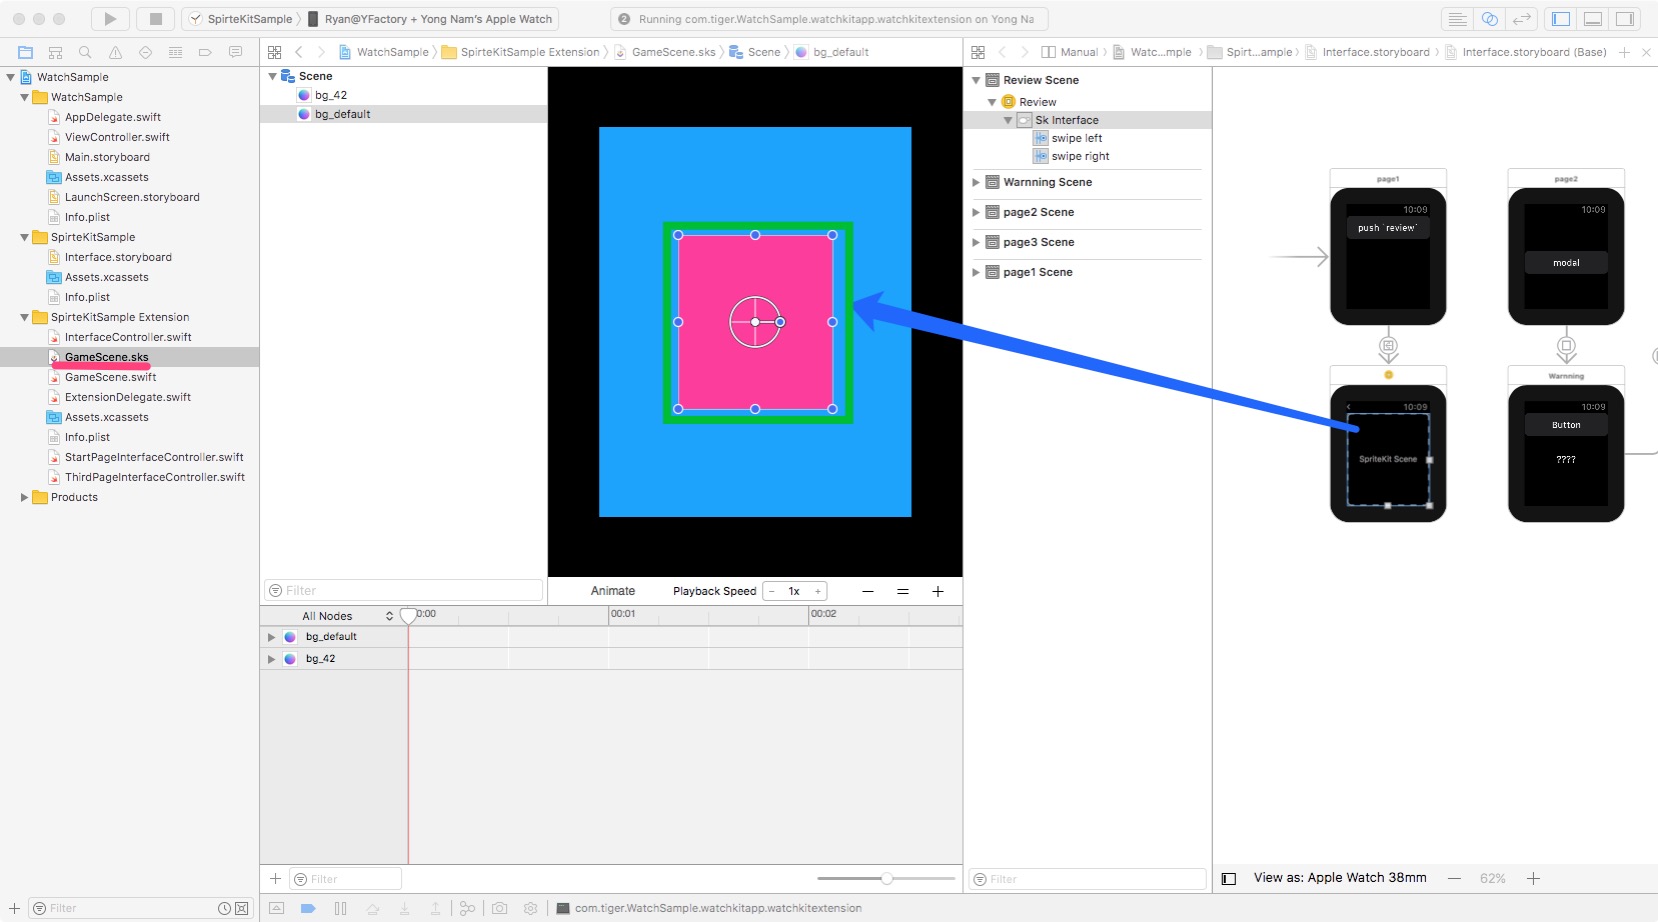 SpirteKitSample 〉 Ryan@YFactory + Yong Nam's Apple Watch
2 Running com.tiger.WatchSample.watchkitapp.watchkitextension on Yong Na
WatchSample 〉 SpirteKitSample Extension 〉 GameScene.sks 〉 Scene 〉 bg_default
Manual 〉 Watc...mple 〉 Spirt...ample 〉 Interface.storyboard 〉 Interface.storyboard (Base)
WatchSample
WatchSample
AppDelegate.swift
ViewController.swift
Main.storyboard
Assets.xcassets
LaunchScreen.storyboard
Info.plist
SpirteKitSample
Interface.storyboard
Assets.xcassets
Info.plist
SpirteKitSample Extension
InterfaceController.swift
GameScene.sks
GameScene.swift
ExtensionDelegate.swift
Assets.xcassets
Info.plist
StartPageInterfaceController.swift
ThirdPageInterfaceController.swift
Products
Filter
Scene
bg_42
bg_default
Filter
Animate
Playback Speed
− 1x +
All Nodes
0:00
00:01
00:02
bg_default
bg_42
Filter
Review Scene
Review
Sk Interface
swipe left
swipe right
Warnning Scene
page2 Scene
page3 Scene
page1 Scene
Filter
page1
10:09
push `review`
page2
10:09
modal
10:09
SpriteKit Scene
Warnning
10:09
Button
????
View as: Apple Watch 38mm
62%
com.tiger.WatchSample.watchkitapp.watchkitextension